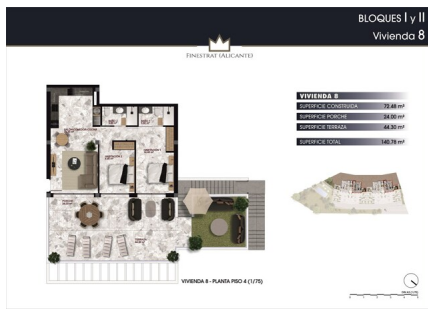 BLOQUES I y II
Vivienda 8
FINESTRAT (ALICANTE)
VIVIENDA 8
SUPERFICIE CONSTRUIDA 72.48 m²
SUPERFICIE PORCHE 24.00 m²
SUPERFICIE TERRAZA 44.30 m²
SUPERFICIE TOTAL 140.78 m²
VIVIENDA 8 - PLANTA PISO 4 (1/75)